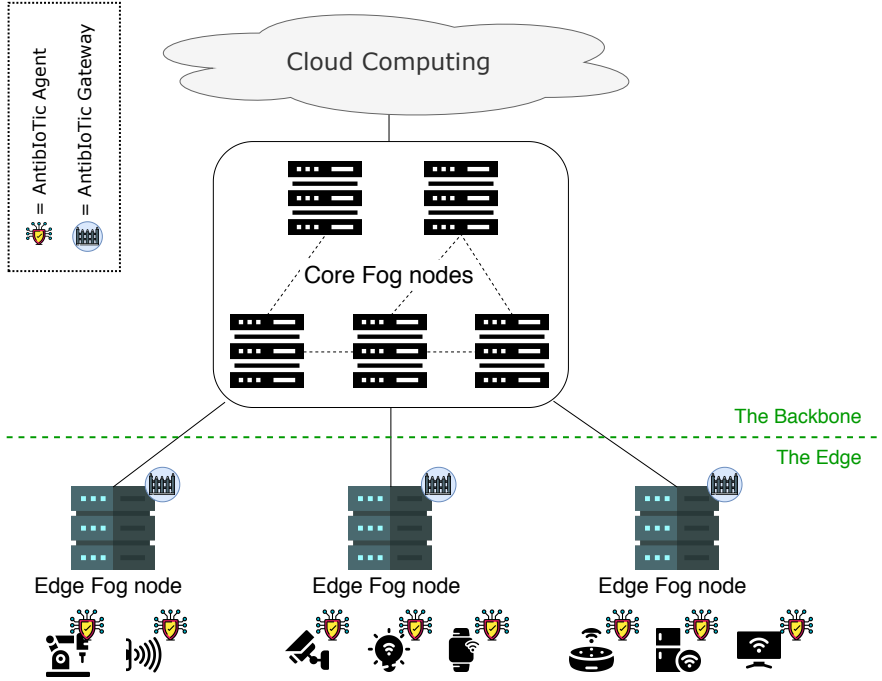 = AntibIoTic Agent
= AntibIoTic Gateway
Cloud Computing
Core Fog nodes
The Backbone
The Edge
Edge Fog node
Edge Fog node
Edge Fog node